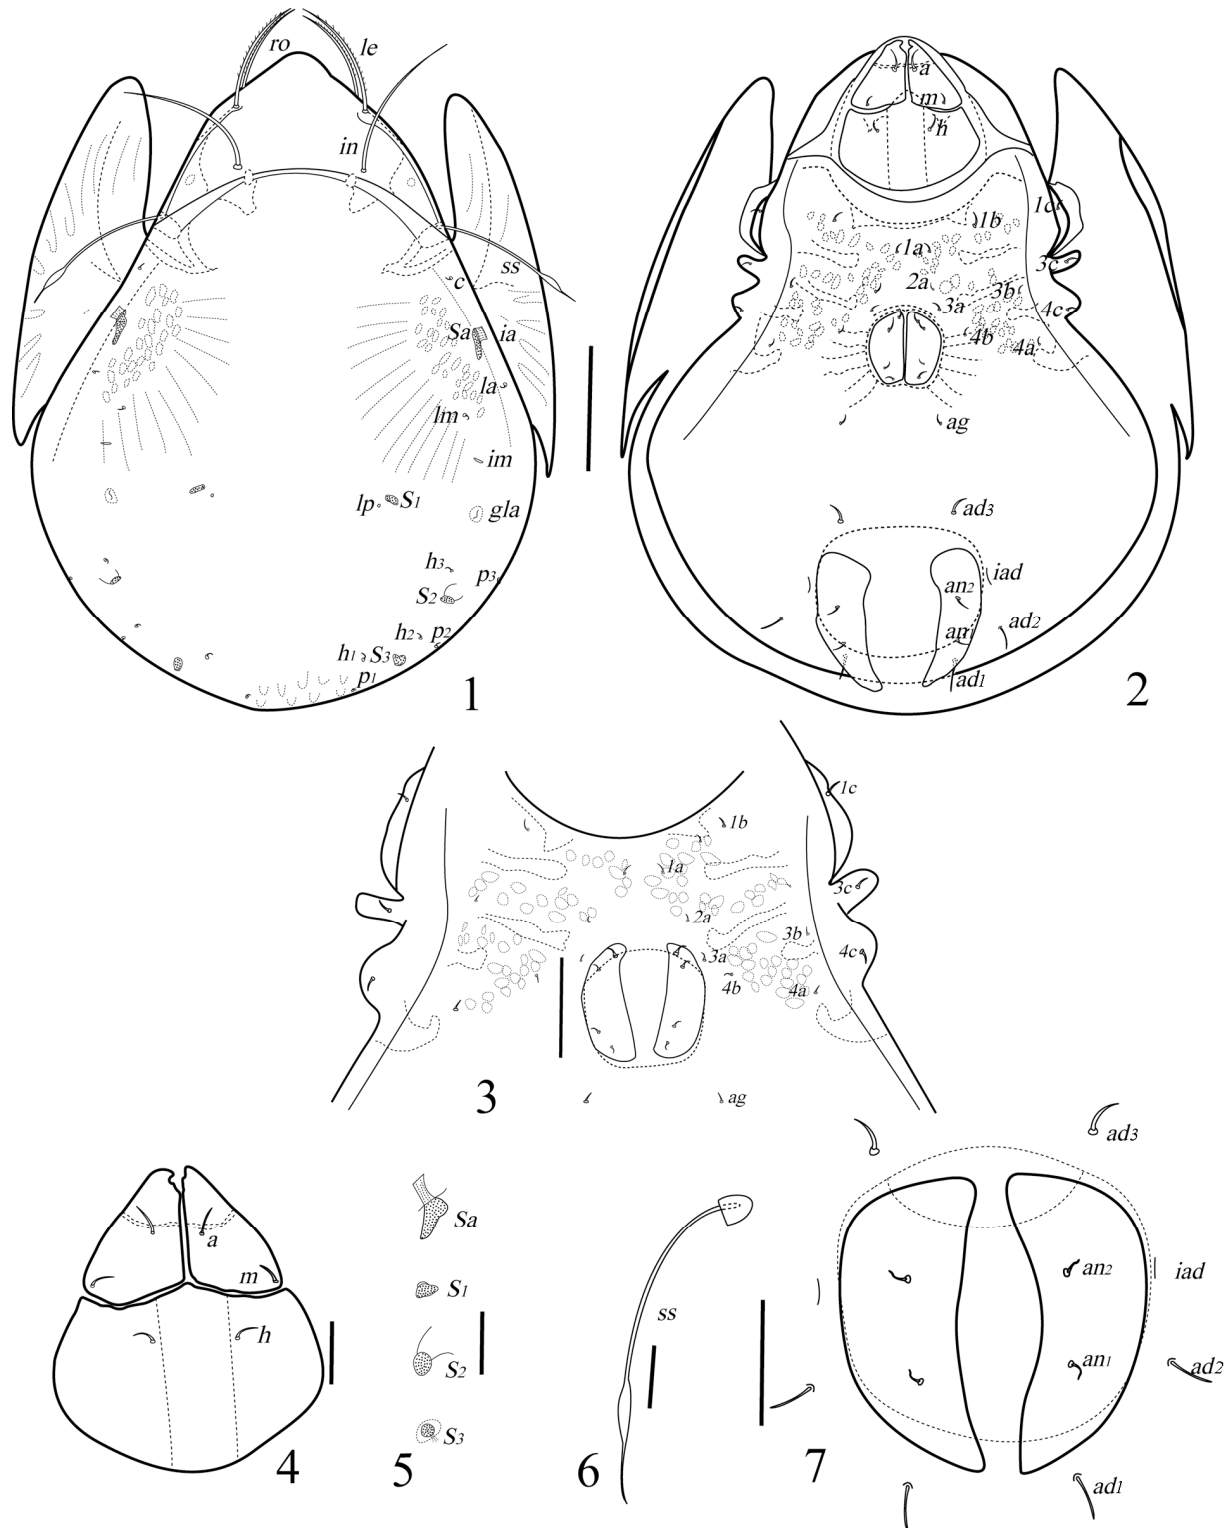 ro
le
in
ss
c
Sa
ia
la
lm
im
lp
S1
gla
h3
p3
S2
h2
p2
h1
S3
p1
1
a
m
h
1c
1b
1a
3c
2a
3b
3a
4c
4b
4a
ag
ad3
iad
an2
an1
ad2
ad1
2
1c
1b
1a
3c
2a
3b
3a
4c
4b
4a
ag
3
a
m
h
4
Sa
S1
S2
S3
5
ss
6
ad3
an2
iad
an1
ad2
ad1
7